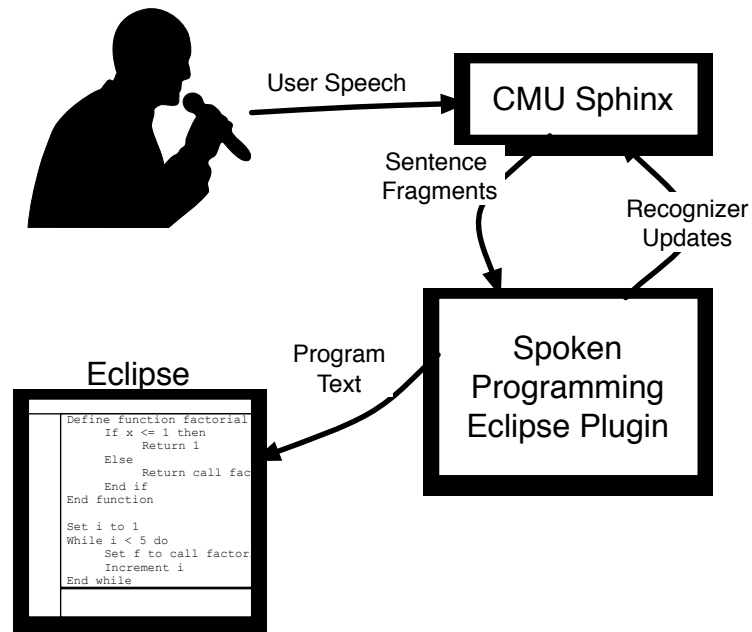 User Speech
CMU Sphinx
Sentence
Fragments
Recognizer
Updates
Spoken
Programming
Eclipse Plugin
Program
Text
Eclipse
Define function factorial
If x <= 1 then
Return 1
Else
Return call fac
End if
End function
Set i to 1
While i < 5 do
Set f to call factori
Increment i
End while